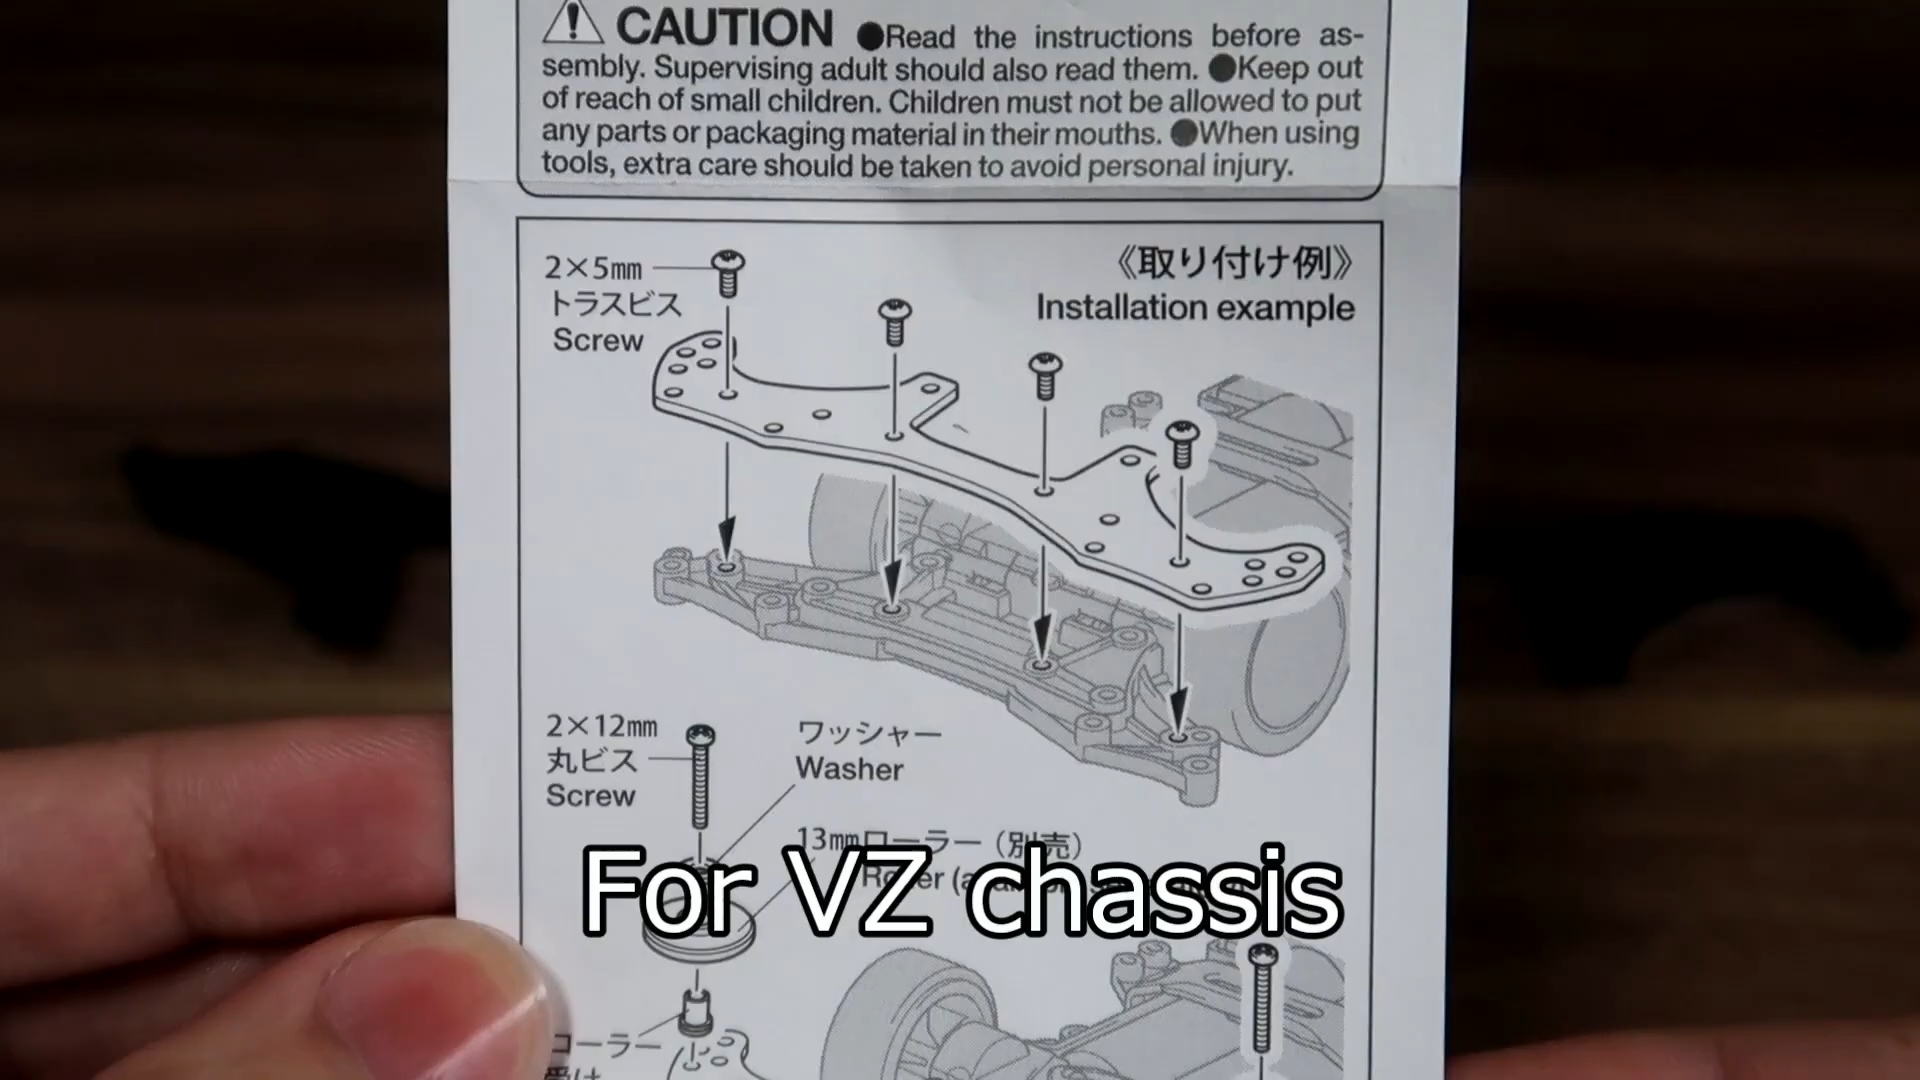 CAUTION ●Read the instructions before as-
sembly. Supervising adult should also read them. ●Keep out
of reach of small children. Children must not be allowed to put
any parts or packaging material in their mouths. ●When using
tools, extra care should be taken to avoid personal injury.
《取り付け例》
Installation example
2×5mm
トラスビス
Screw
2×12mm
丸ビス
Screw
ワッシャー
Washer
13mmローラー（別売）
For VZ chassis
ローラー
受け